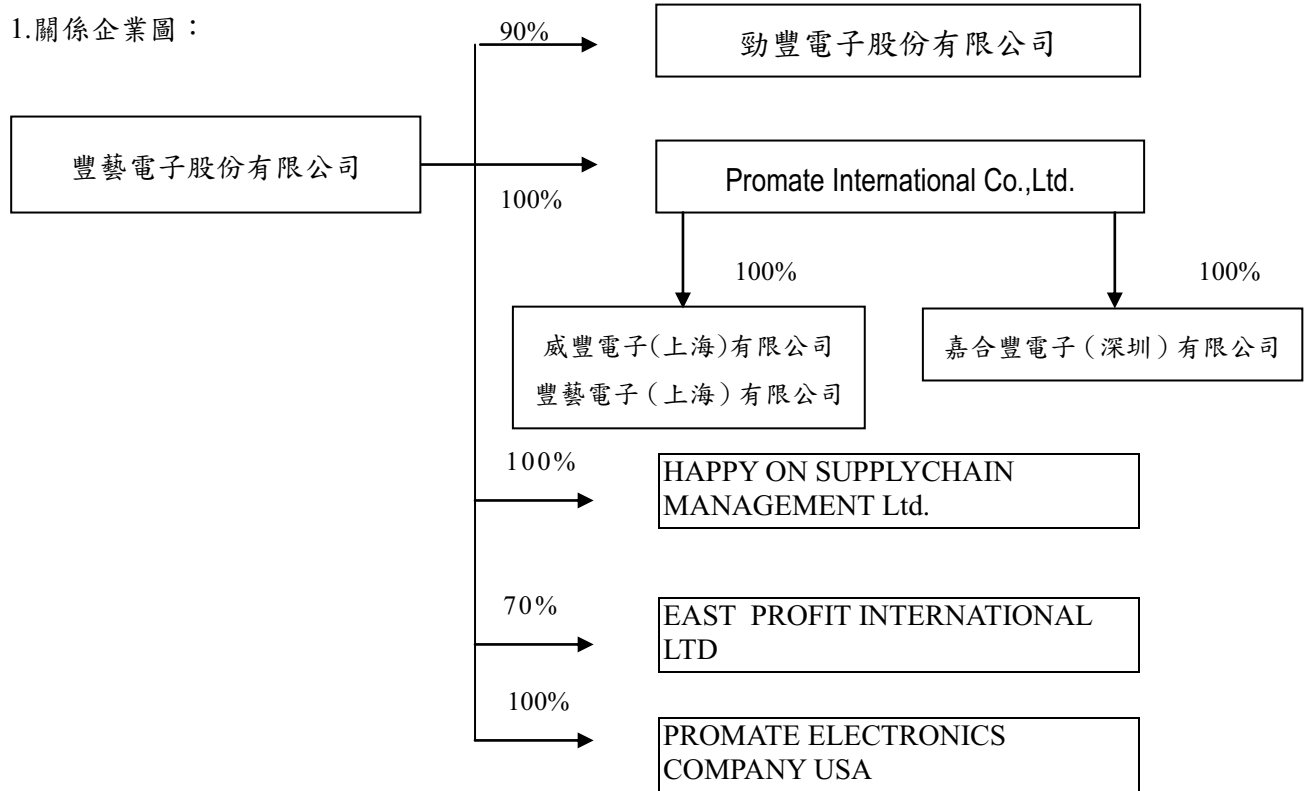 1.關係企業圖：
90%
勁豐電子股份有限公司
豐藝電子股份有限公司
100%
Promate International Co.,Ltd.
100%
100%
威豐電子(上海)有限公司
豐藝電子（上海）有限公司
嘉合豐電子（深圳）有限公司
100%
HAPPY ON SUPPLYCHAIN
MANAGEMENT Ltd.
70%
EAST PROFIT INTERNATIONAL
LTD
100%
PROMATE ELECTRONICS
COMPANY USA